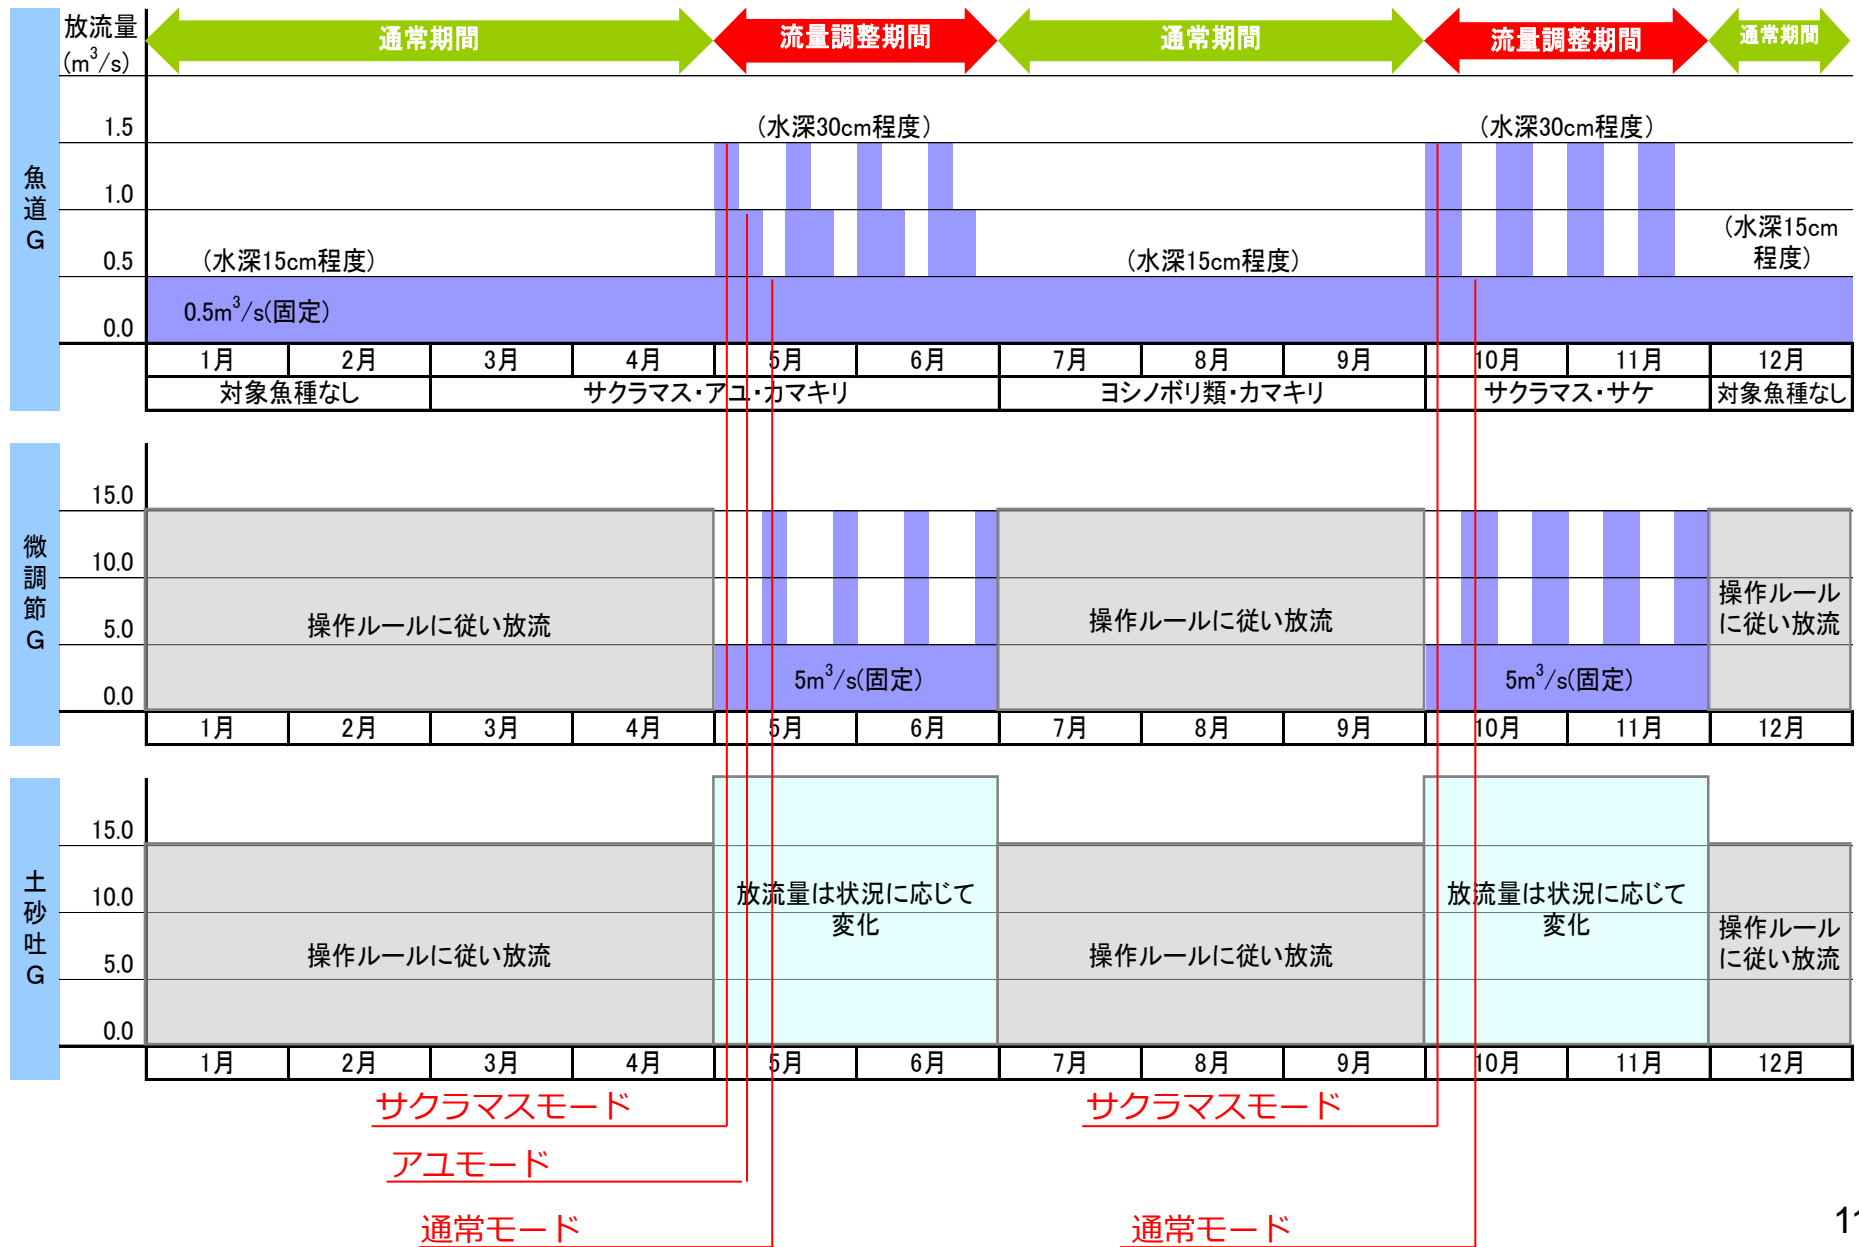 放流量
(m³/s)
通常期間
流量調整期間
通常期間
流量調整期間
通常期間
魚道G
1.5
1.0
0.5
0.0
(水深30cm程度)
(水深30cm程度)
(水深15cm程度)
(水深15cm程度)
(水深15cm
程度)
0.5m³/s(固定)
1月 2月 3月 4月 5月 6月 7月 8月 9月 10月 11月 12月
対象魚種なし サクラマス・アユ・カマキリ ヨシノボリ類・カマキリ サクラマス・サケ 対象魚種なし
微調節G
15.0
10.0
5.0
0.0
操作ルールに従い放流
5m³/s(固定)
操作ルールに従い放流
5m³/s(固定)
操作ルール
に従い放流
1月 2月 3月 4月 5月 6月 7月 8月 9月 10月 11月 12月
土砂吐G
15.0
10.0
5.0
0.0
操作ルールに従い放流
放流量は状況に応じて
変化
操作ルールに従い放流
放流量は状況に応じて
変化
操作ルール
に従い放流
1月 2月 3月 4月 5月 6月 7月 8月 9月 10月 11月 12月
サクラマスモード
サクラマスモード
アユモード
通常モード
通常モード
11